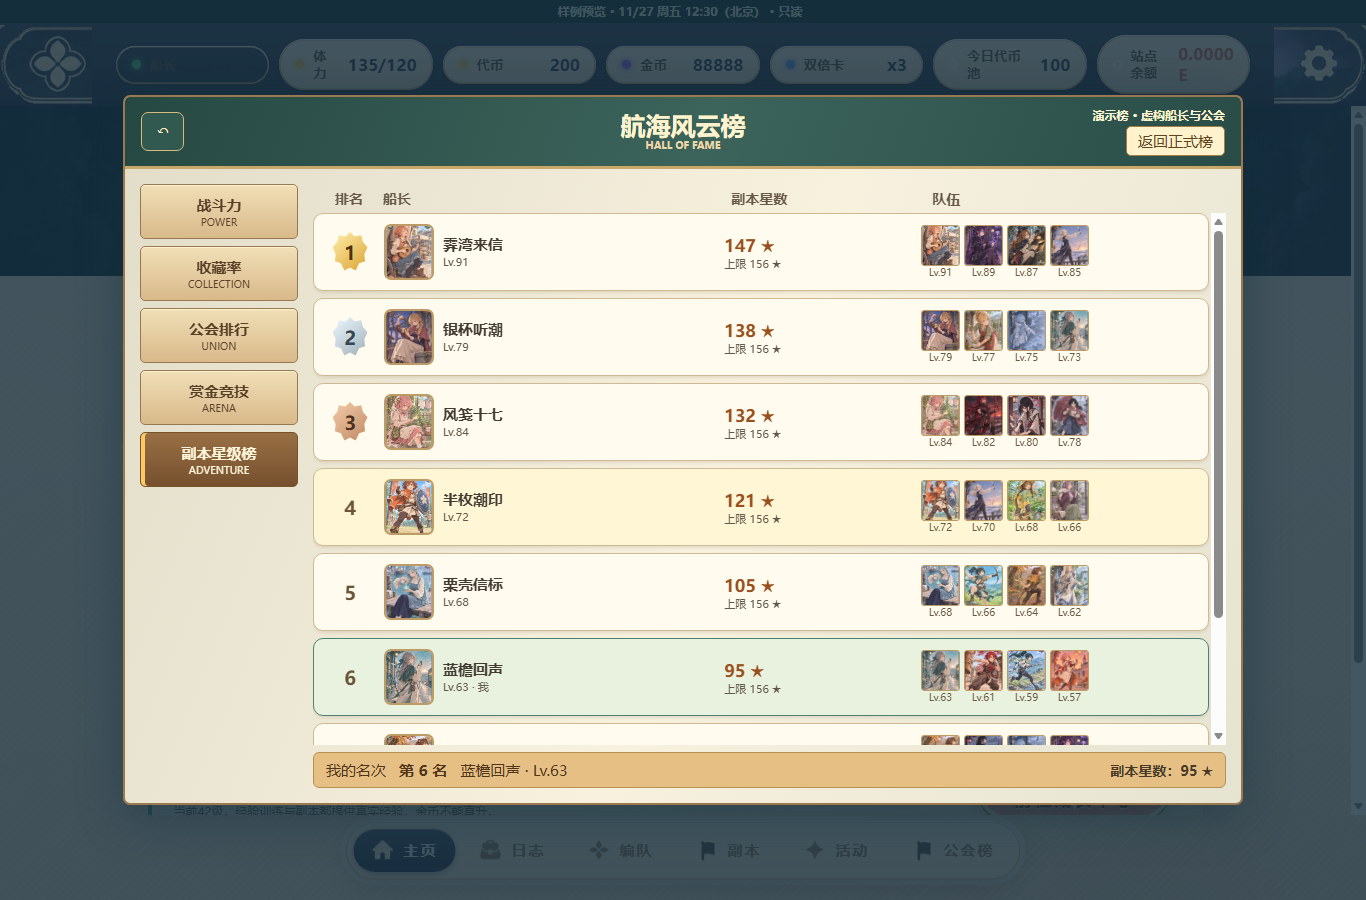 样例预览 • 11/27 周五 12:30（北京） • 只读
船长
体力 135/120
代币 200
金币 88888
双倍卡 x3
今日代币池 100
站点余额 0.0000E
航海风云榜
HALL OF FAME
演示榜 • 虚构船长与公会
返回正式榜
战斗力
POWER
收藏率
COLLECTION
公会排行
UNION
赏金竞技
ARENA
副本星级榜
ADVENTURE
排名 船长 副本星数 队伍
1 霁湾来信 147 ★
Lv.91 上限 156 ★ Lv.91 Lv.89 Lv.87 Lv.85
2 银杯听潮 138 ★
Lv.79 上限 156 ★ Lv.79 Lv.77 Lv.75 Lv.73
3 风笺十七 132 ★
Lv.84 上限 156 ★ Lv.84 Lv.82 Lv.80 Lv.78
4 半枚潮印 121 ★
Lv.72 上限 156 ★ Lv.72 Lv.70 Lv.68 Lv.66
5 栗壳信标 105 ★
Lv.68 上限 156 ★ Lv.68 Lv.66 Lv.64 Lv.62
6 蓝檐回声 95 ★
Lv.63 · 我 上限 156 ★ Lv.63 Lv.61 Lv.59 Lv.57
我的名次 第 6 名 蓝檐回声 · Lv.63 副本星数：95 ★
主页 日志 编队 副本 活动 公会榜